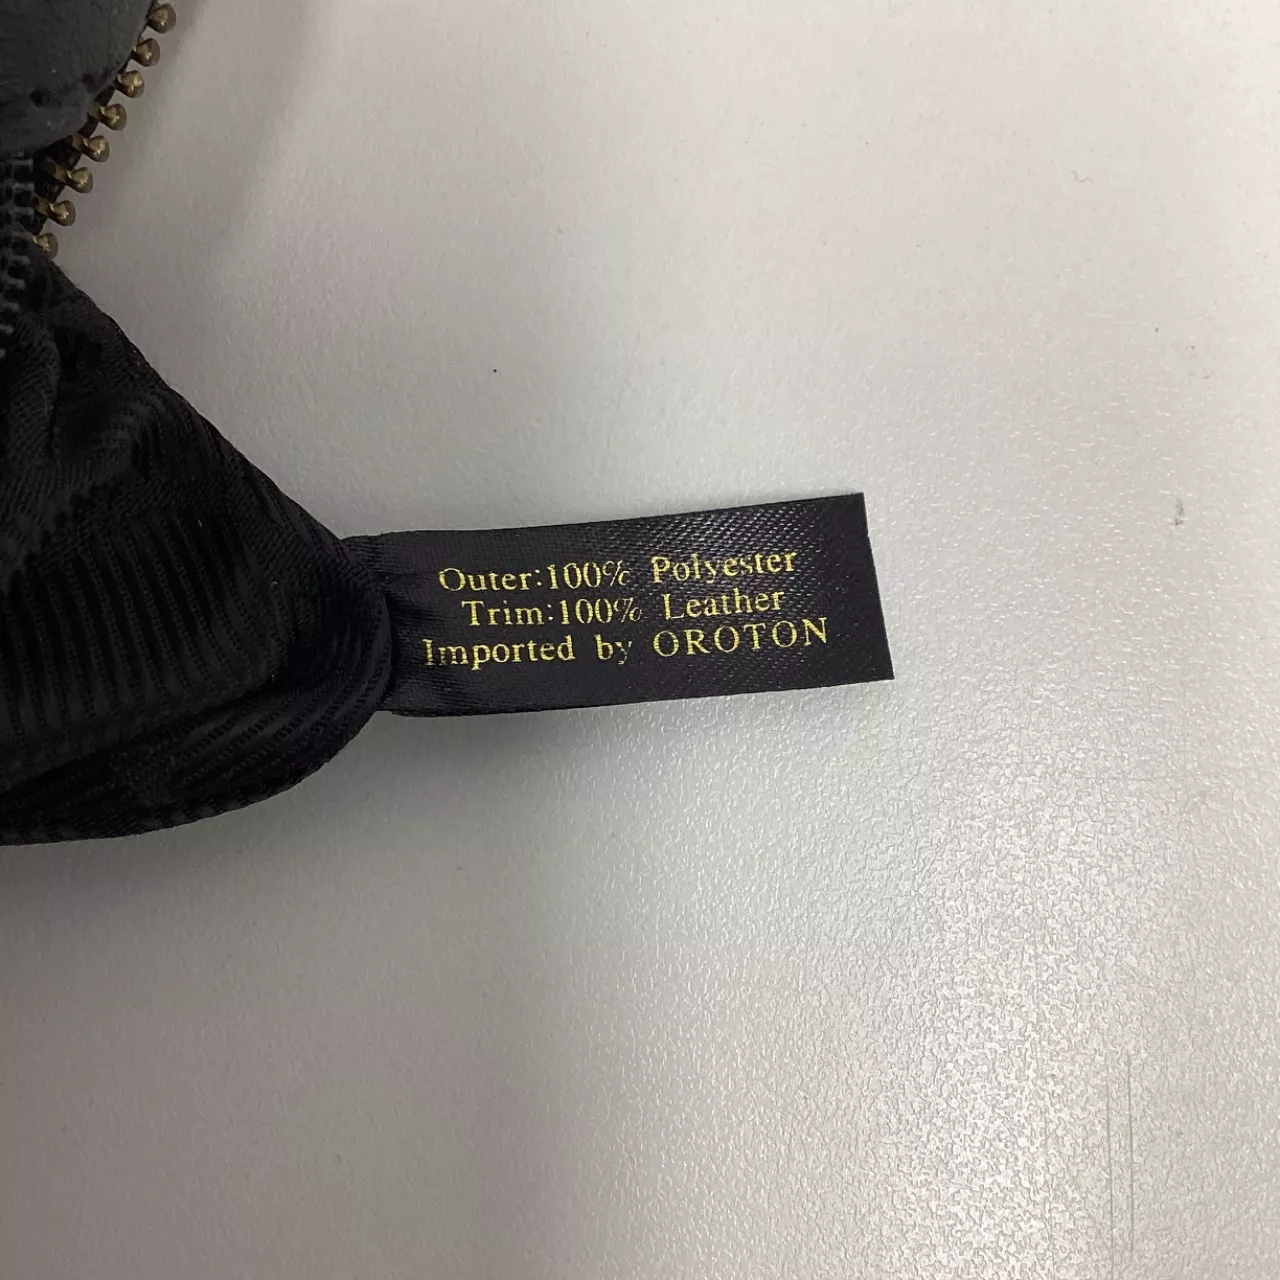 Outer:100% Polyester
Trim:100% Leather
Imported by OROTON